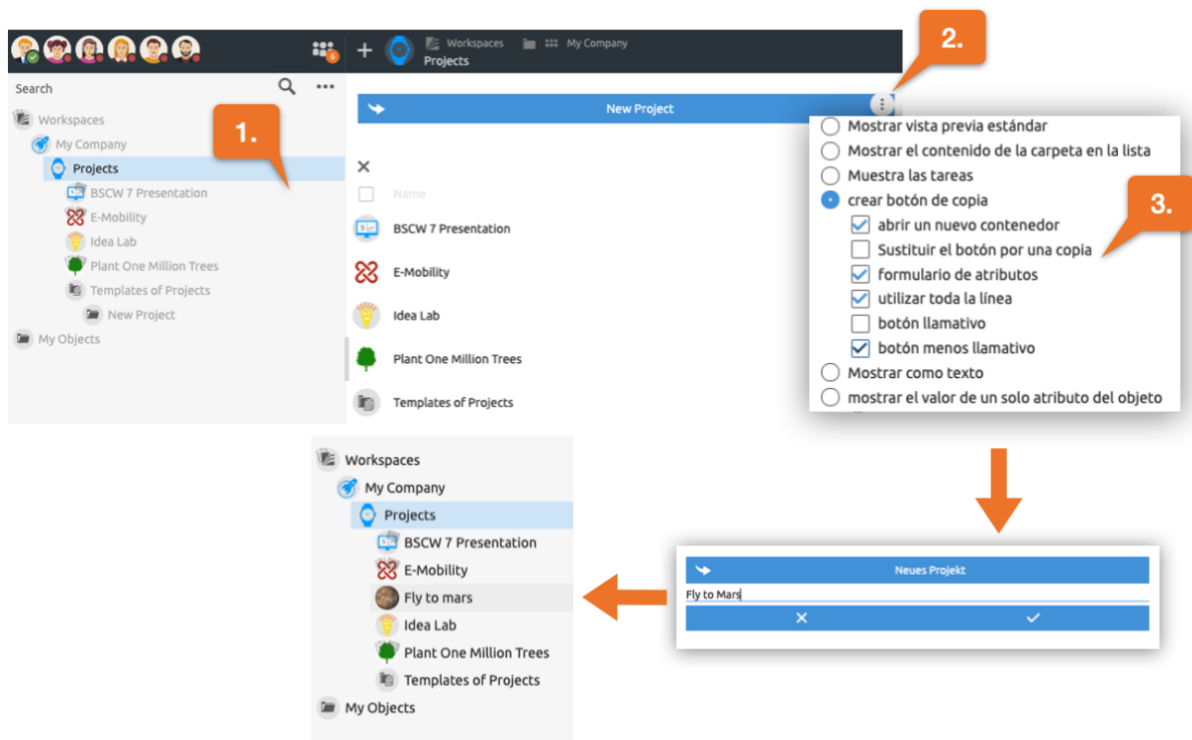 6
Workspaces
My Company
Projects
2.
Search
New Project
Workspaces
1.
My Company
Projects
BSCW 7 Presentation
E-Mobility
Idea Lab
Plant One Million Trees
Templates of Projects
New Project
My Objects
Name
BSCW 7 Presentation
E-Mobility
Idea Lab
Plant One Million Trees
Templates of Projects
Mostrar vista previa estándar
Mostrar el contenido de la carpeta en la lista
Muestra las tareas
crear botón de copia
3.
abrir un nuevo contenedor
Sustituir el botón por una copia
formulario de atributos
utilizar toda la línea
botón llamativo
botón menos llamativo
Mostrar como texto
mostrar el valor de un solo atributo del objeto
Workspaces
My Company
Projects
BSCW 7 Presentation
E-Mobility
Fly to mars
Idea Lab
Plant One Million Trees
Templates of Projects
My Objects
Neues Projekt
Fly to Mars